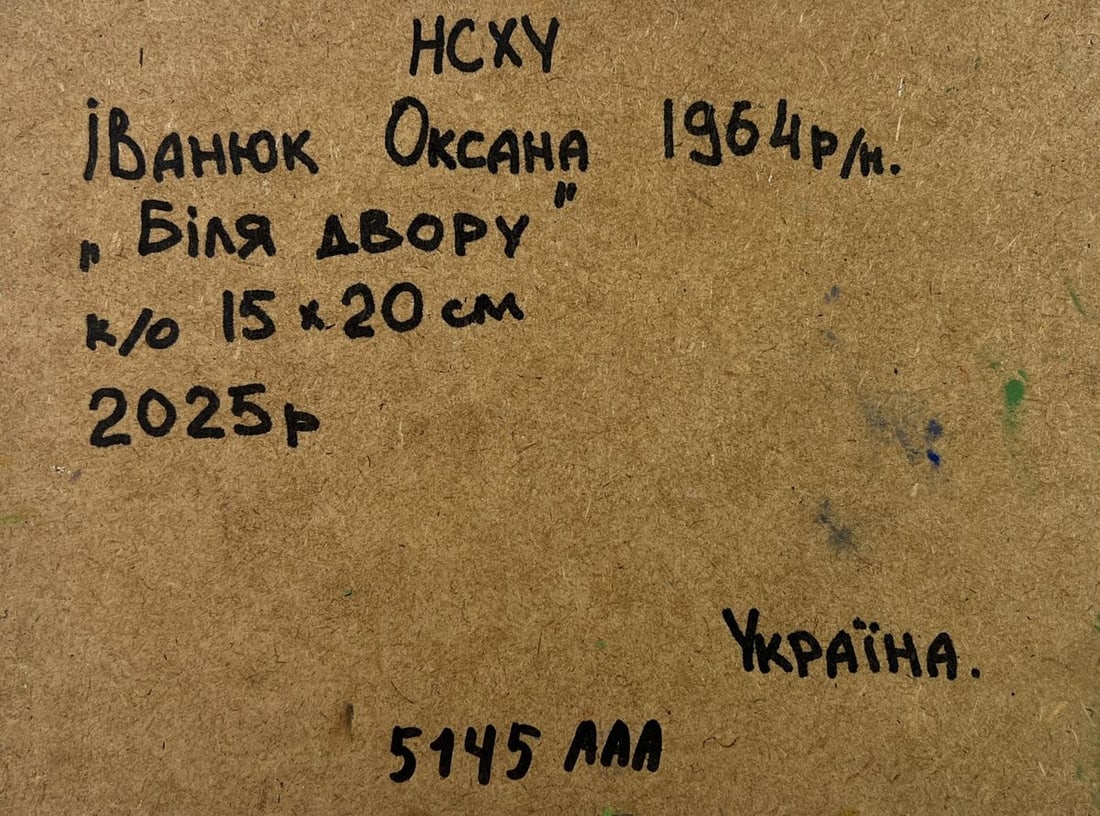 НСХУ
Іванюк Оксана 1964р/н.
„Біля двору"
к/о 15 х 20 см
2025р
Україна.
5145 ААА